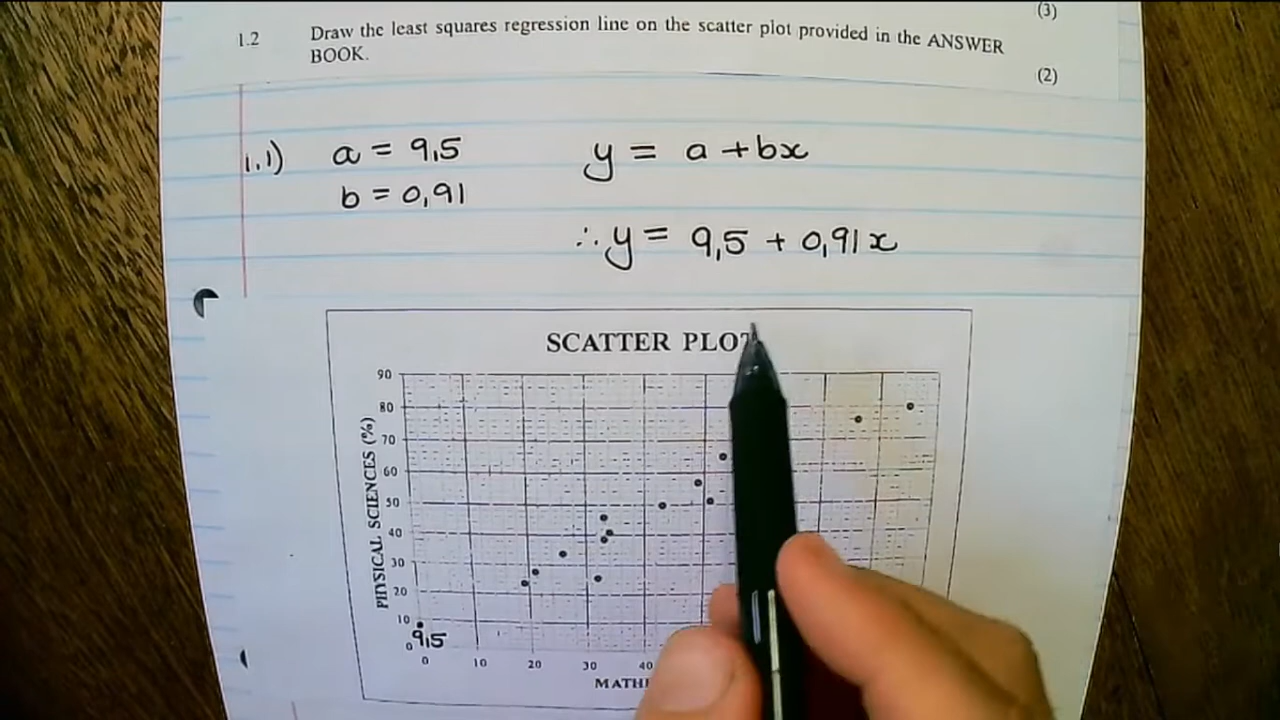 (3)
1.2 Draw the least squares regression line on the scatter plot provided in the ANSWER
BOOK.
(2)
1.1) a = 9,5 y = a + bx
b = 0,91
∴ y = 9,5 + 0,91x
SCATTER PLOT
PHYSICAL SCIENCES (%)
90
80
70
60
50
40
30
20
10
0
9,5
0 10 20 30 40